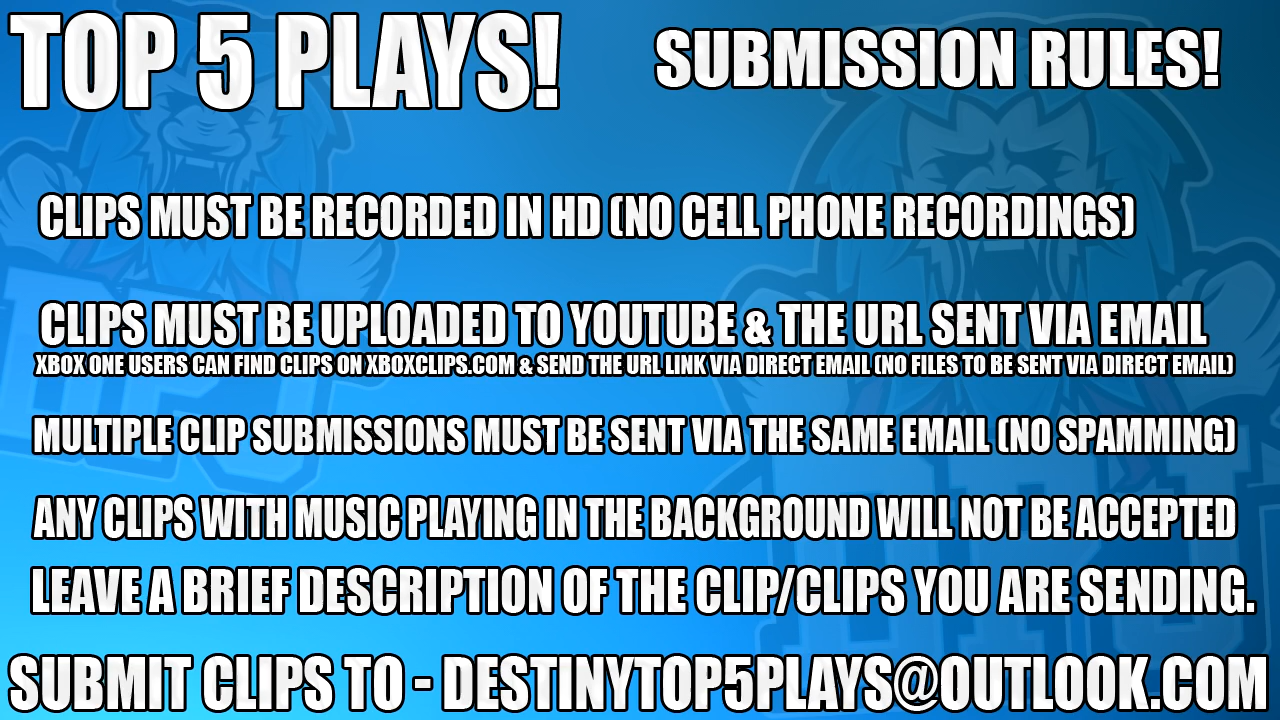 TOP 5 PLAYS!
SUBMISSION RULES!
CLIPS MUST BE RECORDED IN HD (NO CELL PHONE RECORDINGS)
CLIPS MUST BE UPLOADED TO YOUTUBE & THE URL SENT VIA EMAIL
XBOX ONE USERS CAN FIND CLIPS ON XBOXCLIPS.COM & SEND THE URL LINK VIA DIRECT EMAIL (NO FILES TO BE SENT VIA DIRECT EMAIL)
MULTIPLE CLIP SUBMISSIONS MUST BE SENT VIA THE SAME EMAIL (NO SPAMMING)
ANY CLIPS WITH MUSIC PLAYING IN THE BACKGROUND WILL NOT BE ACCEPTED
LEAVE A BRIEF DESCRIPTION OF THE CLIP/CLIPS YOU ARE SENDING.
SUBMIT CLIPS TO - DESTINYTOP5PLAYS@OUTLOOK.COM